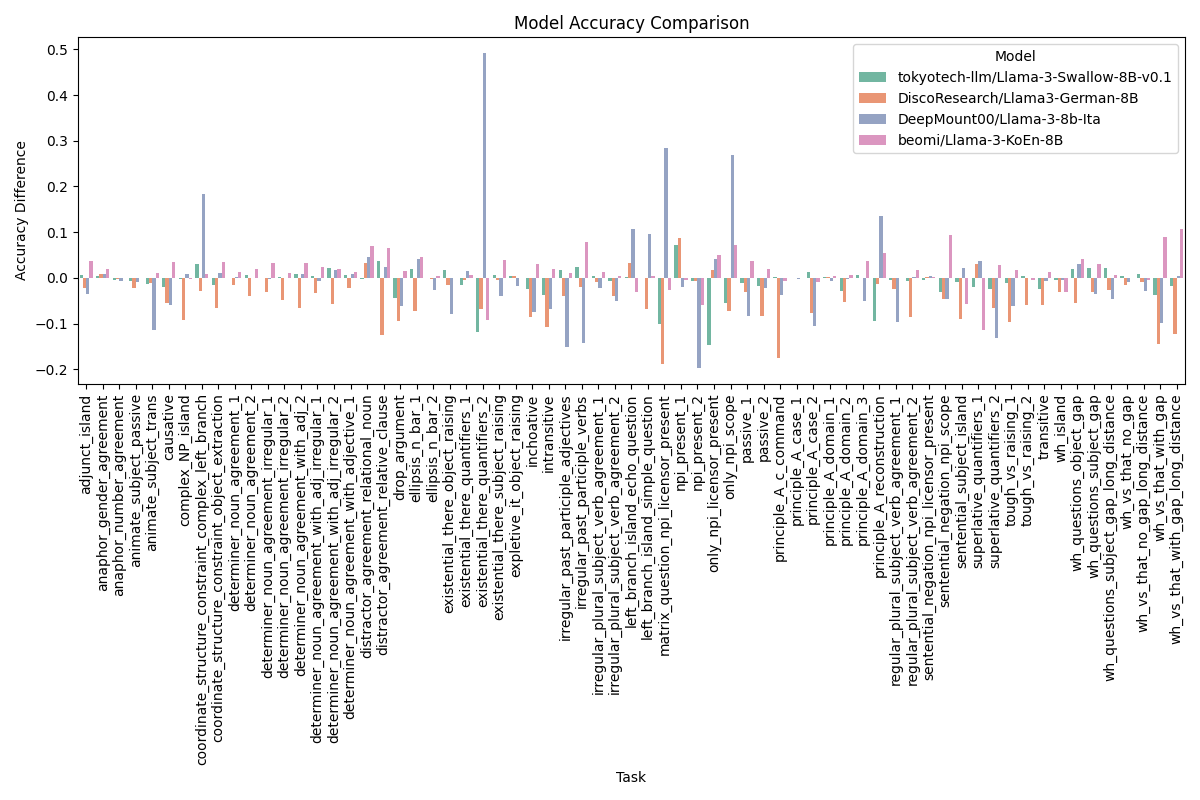 Model Accuracy Comparison
Accuracy Difference
0.5
0.4
0.3
0.2
0.1
0.0
−0.1
−0.2
Model
tokyotech-llm/Llama-3-Swallow-8B-v0.1
DiscoResearch/Llama3-German-8B
DeepMount00/Llama-3-8b-Ita
beomi/Llama-3-KoEn-8B
adjunct_island
anaphor_gender_agreement
anaphor_number_agreement
animate_subject_passive
animate_subject_trans
causative
complex_NP_island
coordinate_structure_constraint_complex_left_branch
coordinate_structure_constraint_object_extraction
determiner_noun_agreement_1
determiner_noun_agreement_2
determiner_noun_agreement_irregular_1
determiner_noun_agreement_irregular_2
determiner_noun_agreement_with_adj_2
determiner_noun_agreement_with_adj_irregular_1
determiner_noun_agreement_with_adj_irregular_2
determiner_noun_agreement_with_adjective_1
distractor_agreement_relational_noun
distractor_agreement_relative_clause
drop_argument
ellipsis_n_bar_1
ellipsis_n_bar_2
existential_there_object_raising
existential_there_quantifiers_1
existential_there_quantifiers_2
existential_there_subject_raising
expletive_it_object_raising
inchoative
intransitive
irregular_past_participle_adjectives
irregular_past_participle_verbs
irregular_plural_subject_verb_agreement_1
irregular_plural_subject_verb_agreement_2
left_branch_island_echo_question
left_branch_island_simple_question
matrix_question_npi_licensor_present
npi_present_1
npi_present_2
only_npi_licensor_present
only_npi_scope
passive_1
passive_2
principle_A_c_command
principle_A_case_1
principle_A_case_2
principle_A_domain_1
principle_A_domain_2
principle_A_domain_3
principle_A_reconstruction
regular_plural_subject_verb_agreement_1
regular_plural_subject_verb_agreement_2
sentential_negation_npi_licensor_present
sentential_negation_npi_scope
sentential_subject_island
superlative_quantifiers_1
superlative_quantifiers_2
tough_vs_raising_1
tough_vs_raising_2
transitive
wh_island
wh_questions_object_gap
wh_questions_subject_gap
wh_questions_subject_gap_long_distance
wh_vs_that_no_gap
wh_vs_that_no_gap_long_distance
wh_vs_that_with_gap
wh_vs_that_with_gap_long_distance
Task